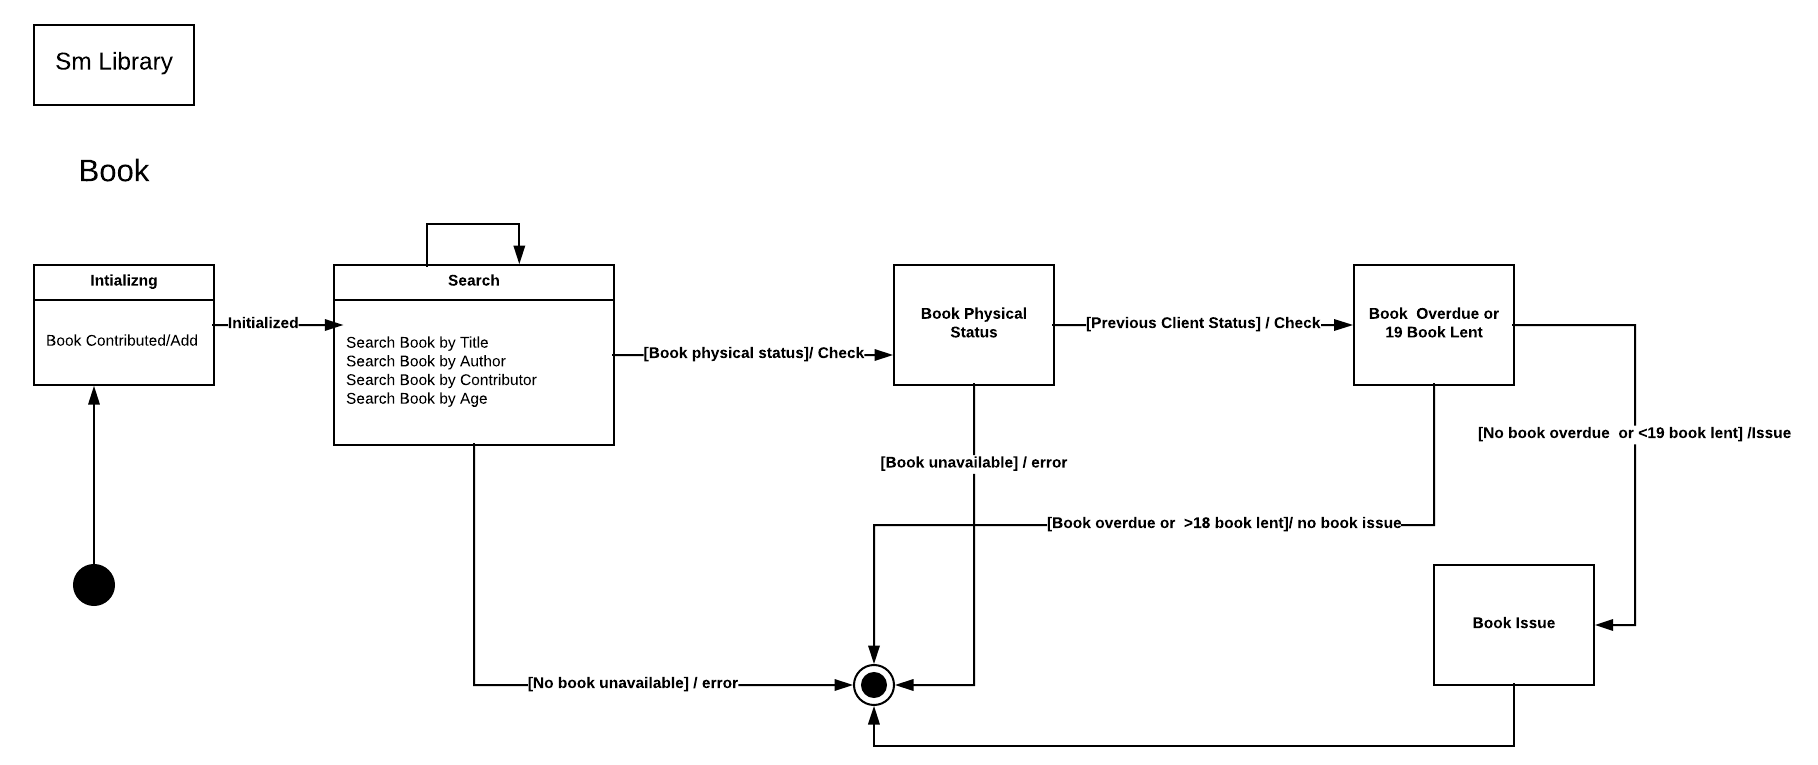 Sm Library
Book
Intializng
Book Contributed/Add
Initialized
Search
Search Book by Title
Search Book by Author
Search Book by Contributor
Search Book by Age
[Book physical status]/ Check
Book Physical
Status
[Previous Client Status] / Check
Book  Overdue or
19 Book Lent
[No book overdue  or <19 book lent] /Issue
[Book unavailable] / error
[Book overdue or  >18 book lent]/ no book issue
Book Issue
[No book unavailable] / error